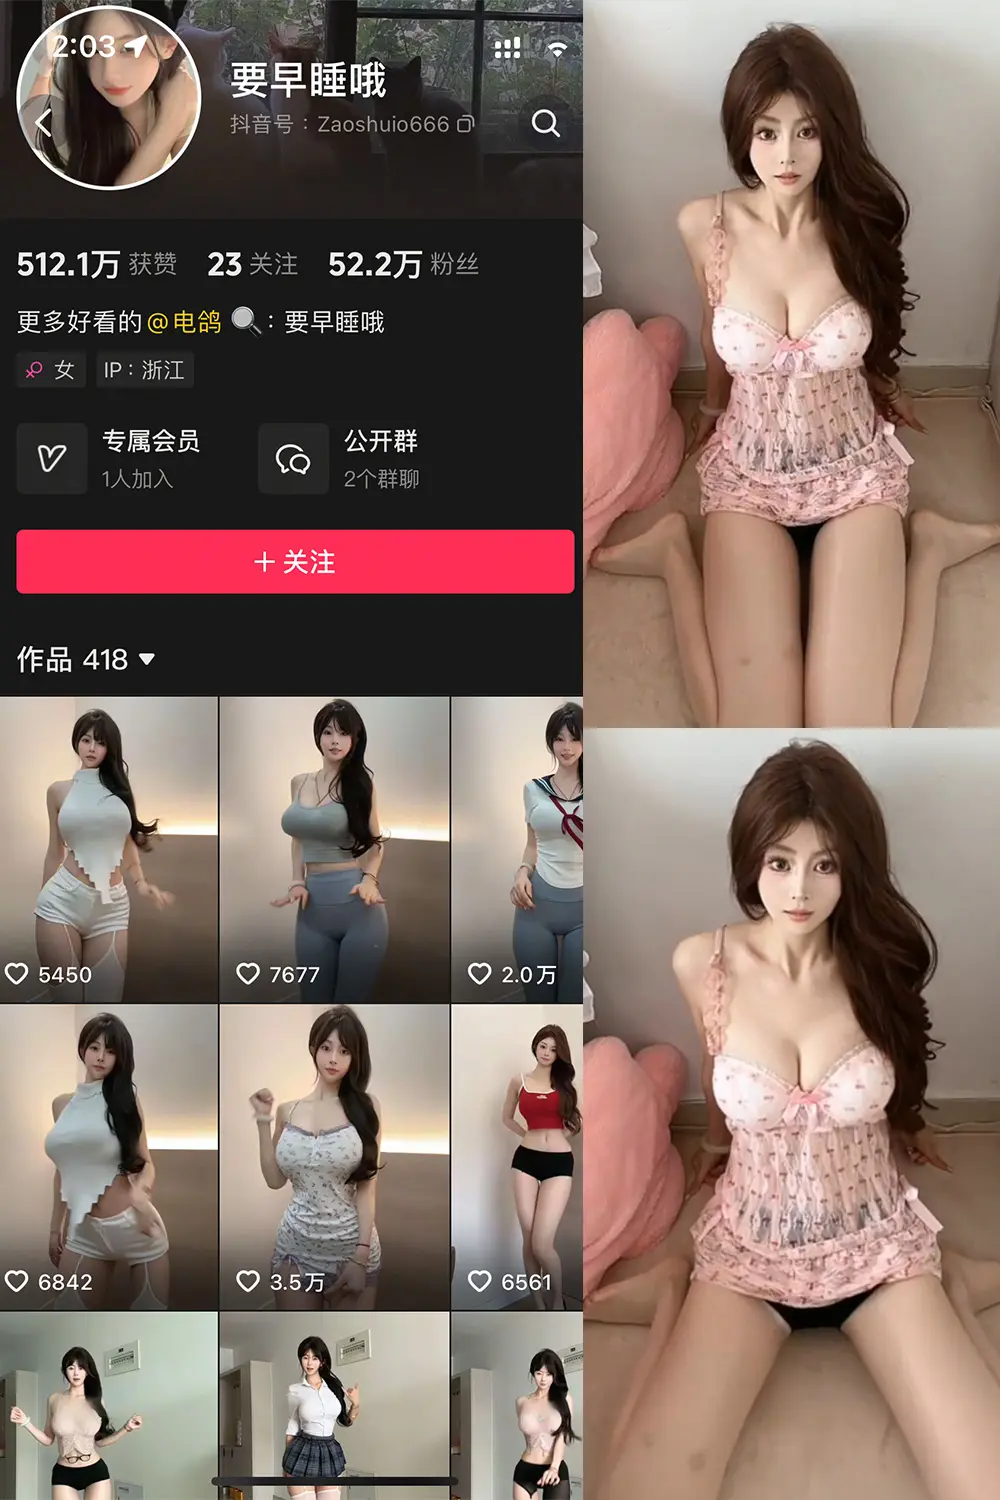 2:03
要早睡哦
抖音号：Zaoshuio666
512.1万 获赞 23 关注 52.2万 粉丝
更多好看的@电鸽 ：要早睡哦
女 IP：浙江
专属会员 公开群
1人加入 2个群聊
+ 关注
作品 418
5450 7677 2.0万
6842 3.5万 6561